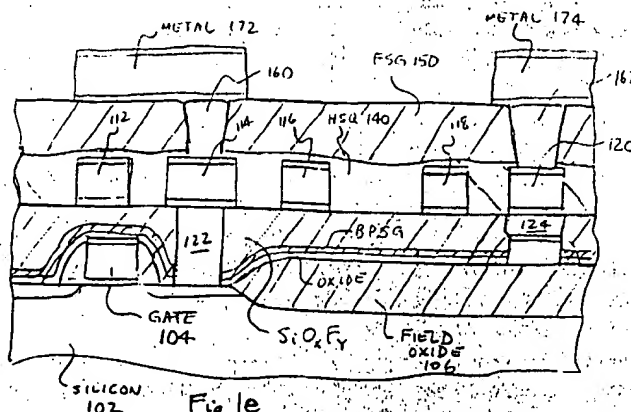 METAL 172
METAL 174
160
FSG 150
112
114
116
HSQ 140
118
120
122
124
BPSG
OXIDE
GATE
104
SiOxFy
FIELD
OXIDE
106
SILICON
102
Fig 1e